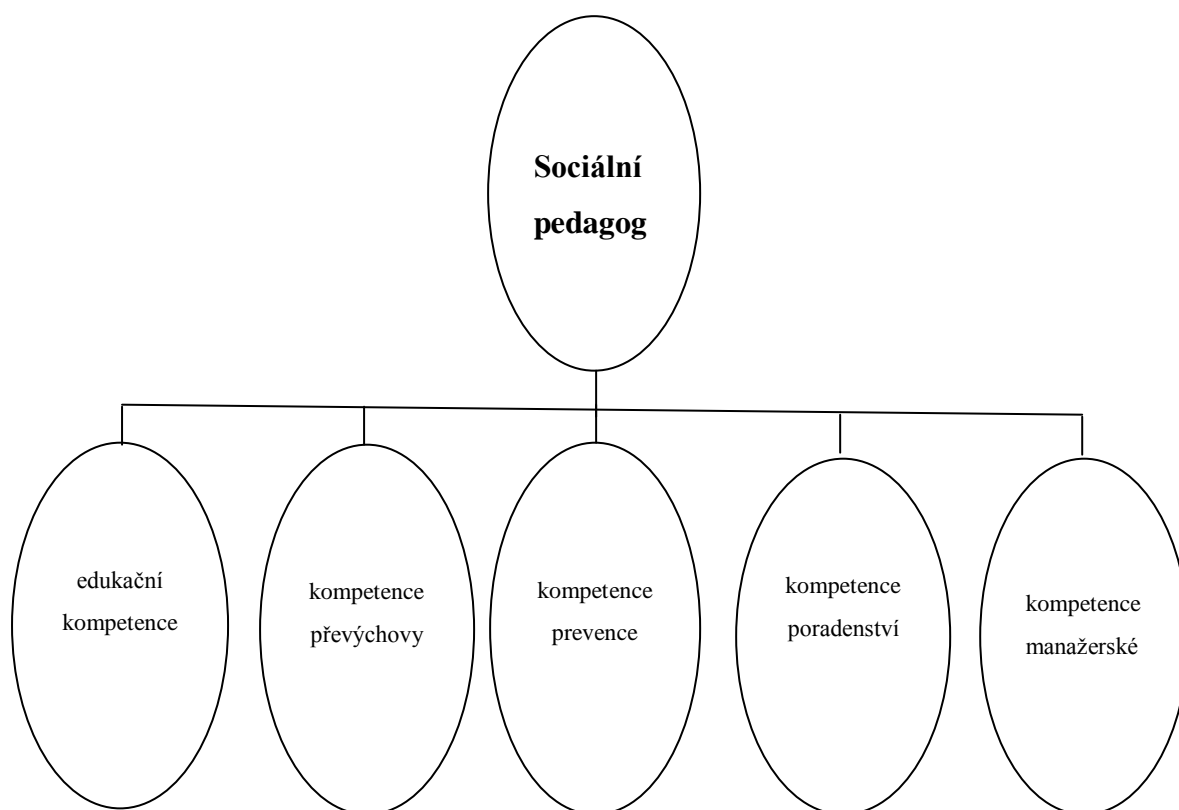 Sociální
pedagog
edukační
kompetence
kompetence
převýchovy
kompetence
prevence
kompetence
poradenství
kompetence
manažerské